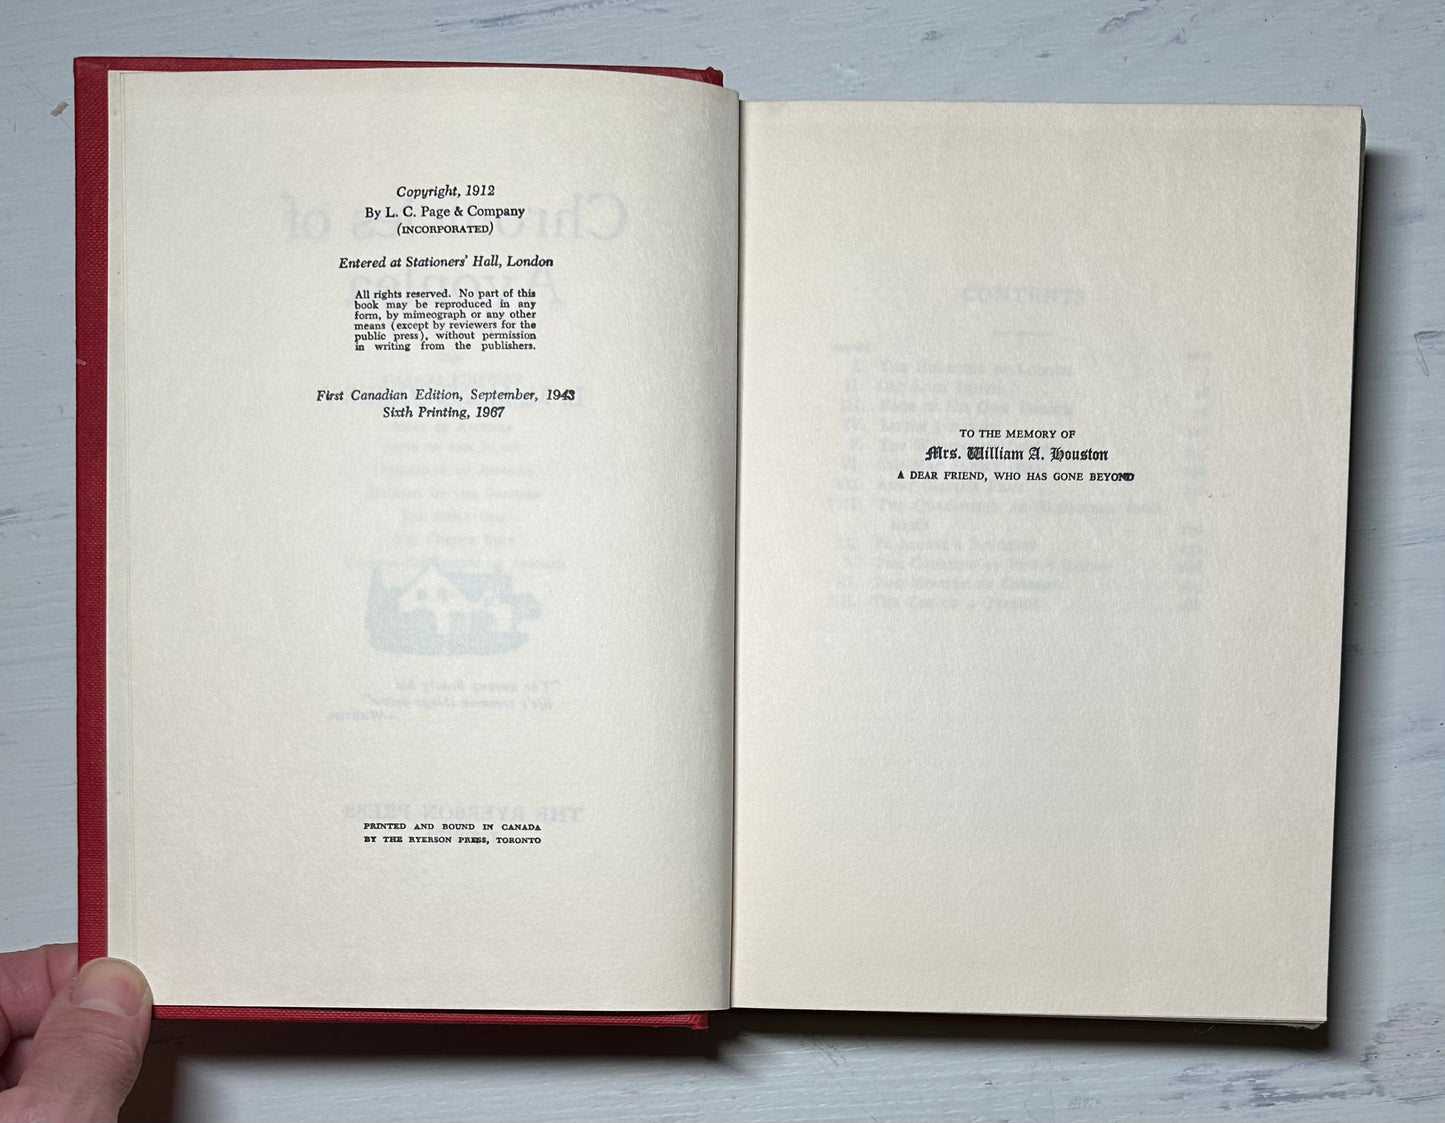 Copyright, 1912
By L. C. Page & Company
(INCORPORATED)
Entered at Stationers' Hall, London
All rights reserved. No part of this
book may be reproduced in any
form, by mimeograph or any other
means (except by reviewers for the
public press), without permission
in writing from the publishers.
First Canadian Edition, September, 1943
Sixth Printing, 1967
PRINTED AND BOUND IN CANADA
BY THE RYERSON PRESS, TORONTO
TO THE MEMORY OF
Mrs. William A. Houston
A DEAR FRIEND, WHO HAS GONE BEYOND